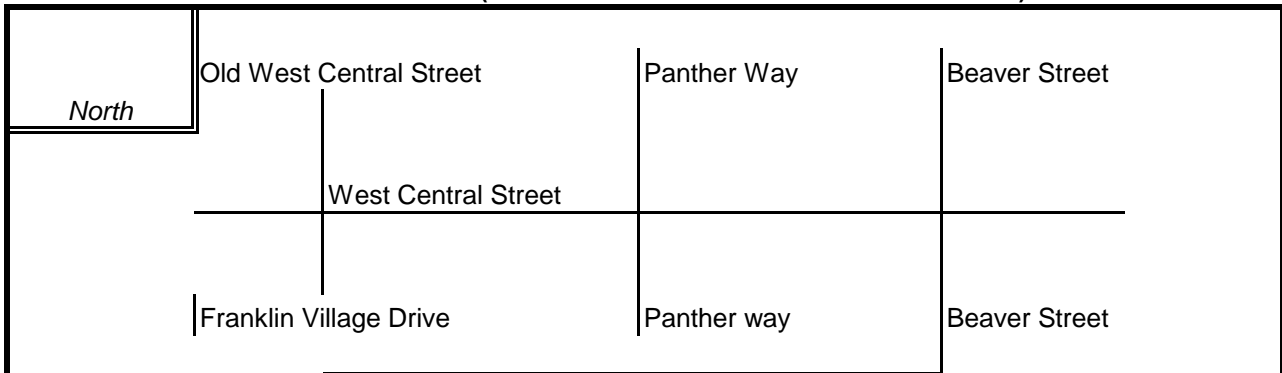 Old West Central Street Panther Way Beaver Street
North
West Central Street
Franklin Village Drive Panther way Beaver Street